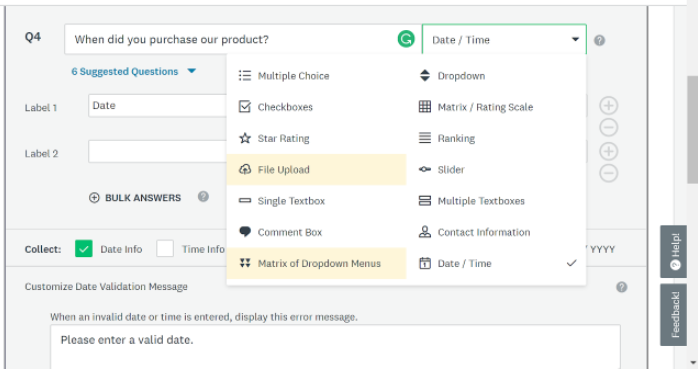 Q4
When did you purchase our product?
Date / Time
6 Suggested Questions
Multiple Choice
Dropdown
Label 1
Date
Checkboxes
Matrix / Rating Scale
Star Rating
Ranking
Label 2
File Upload
Slider
BULK ANSWERS
Single Textbox
Multiple Textboxes
Comment Box
Contact Information
Collect:
Date Info
Time Info
YYYY
Matrix of Dropdown Menus
Date / Time
Help!
Customize Date Validation Message
Feedback!
When an invalid date or time is entered, display this error message.
Please enter a valid date.